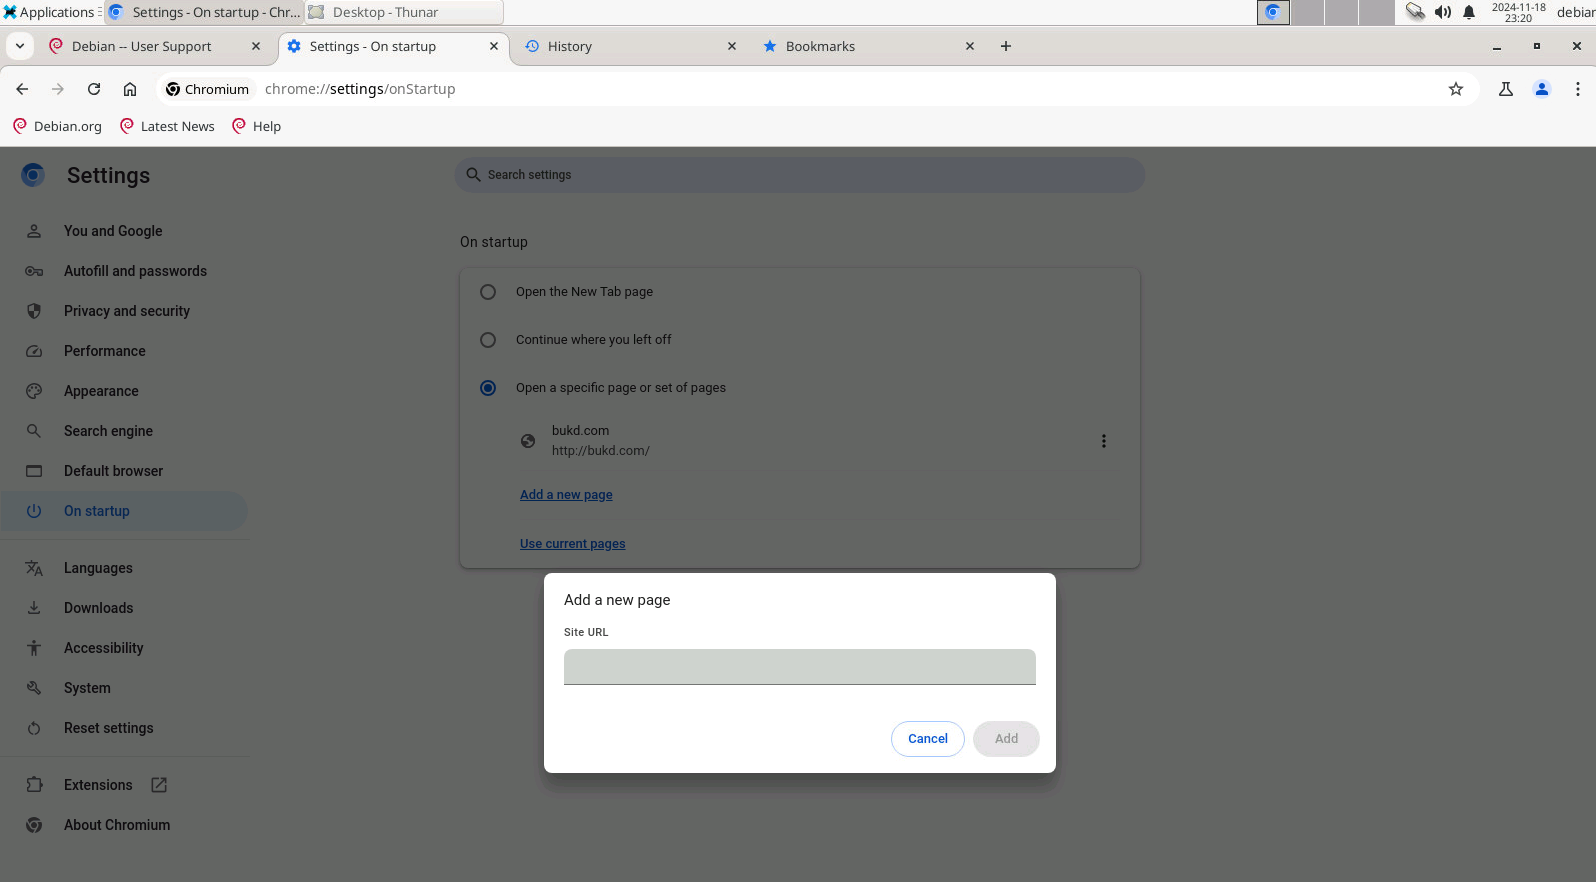 Applications
Settings - On startup - Chr...
Desktop - Thunar
2024-11-18
23:20
debian
Debian -- User Support
Settings - On startup
History
Bookmarks
Chromium
chrome://settings/onStartup
Debian.org
Latest News
Help
Settings
Search settings
You and Google
Autofill and passwords
Privacy and security
Performance
Appearance
Search engine
Default browser
On startup
Languages
Downloads
Accessibility
System
Reset settings
Extensions
About Chromium
On startup
Open the New Tab page
Continue where you left off
Open a specific page or set of pages
bukd.com
http://bukd.com/
Add a new page
Use current pages
Add a new page
Site URL
Cancel
Add